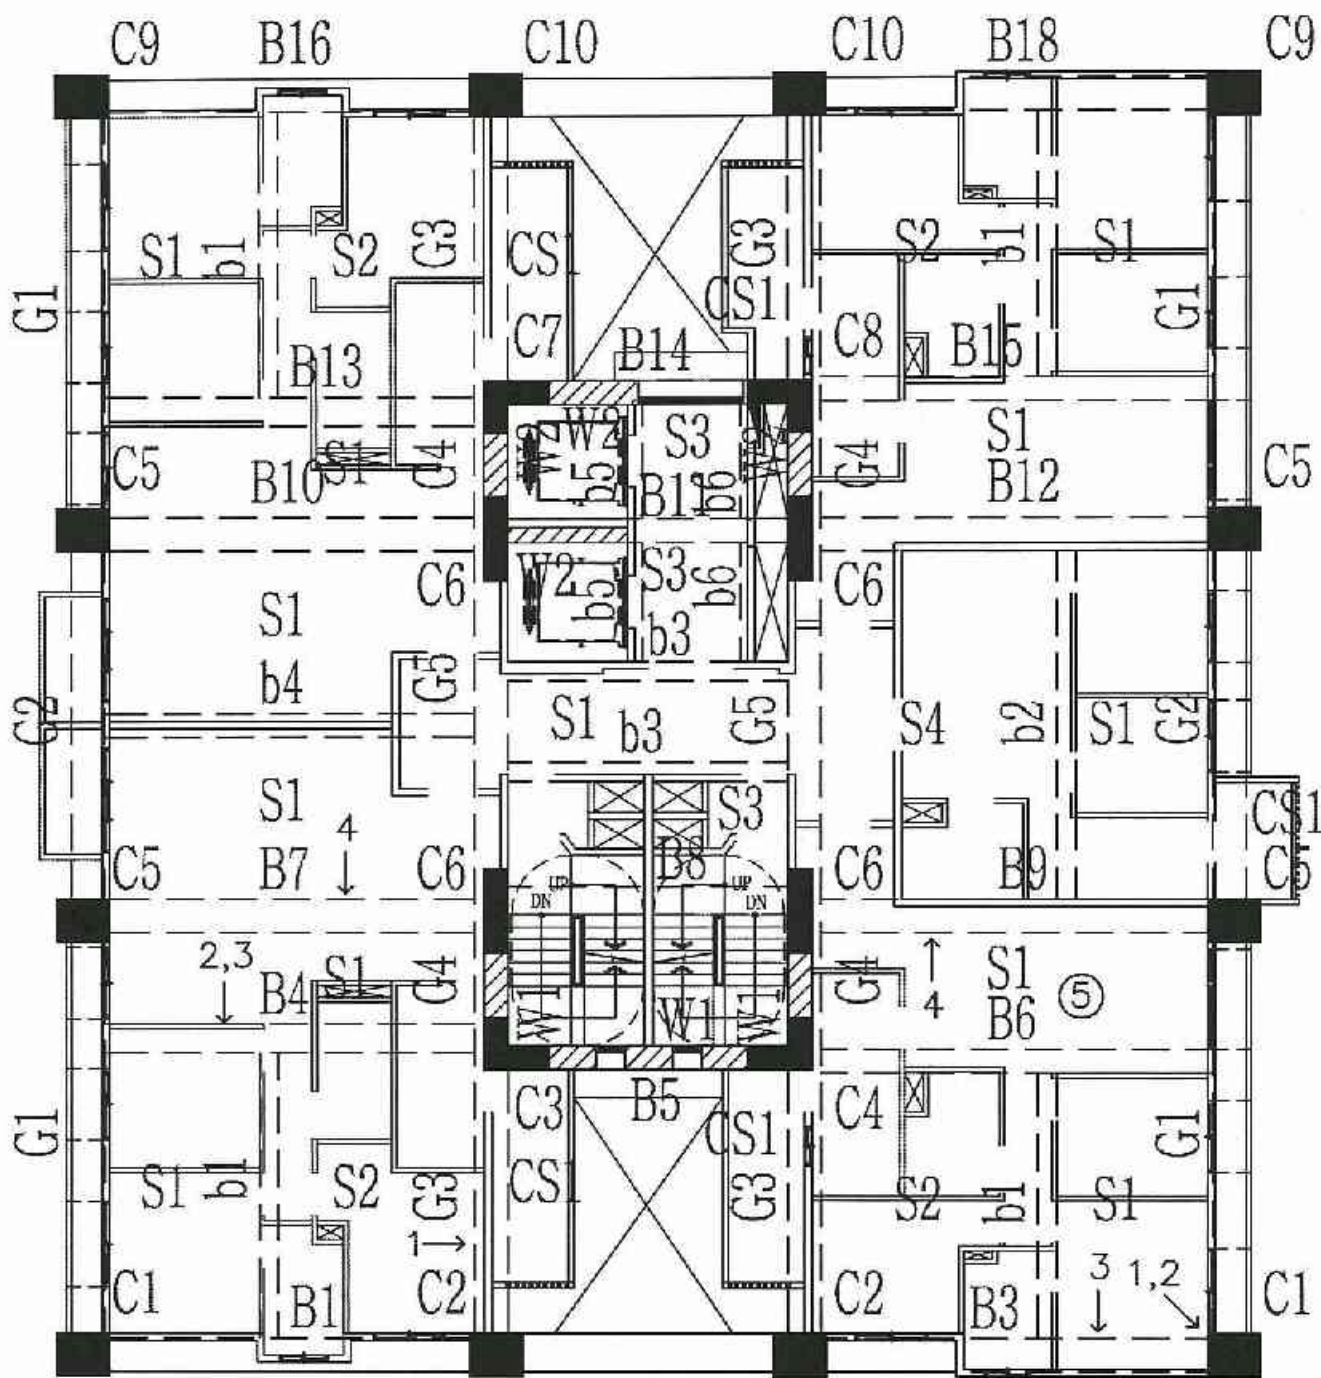 C9 B16 C10 C10 B18 C9
S1 b1 S2 G3 CS1 G3 S2 b1 S1
CS1
G1 G1
C7 B14 C8 B15
B13
W2 W2 S3 S1
C5 S1 G4 b5 b6 G4 C5
B10 B11 B12
C6 W2 S3 C6
b5 b6
S1 b3
b4 G5
G2 S1 b3 G5 S4 b2 S1 G2
S1 S3 CS1
4
C5 B7 C6 B8 C6 B9 C5
UP UP
DN DN
2,3 S1 G4 G4 S1 5
B4 4 B6
W1 W1 W1
G1 C3 B5 C4 G1
CS1
S1 b1 S2 G3 CS1 G3 S2 b1 S1
1
3 1,2
C1 B1 C2 C2 B3 C1